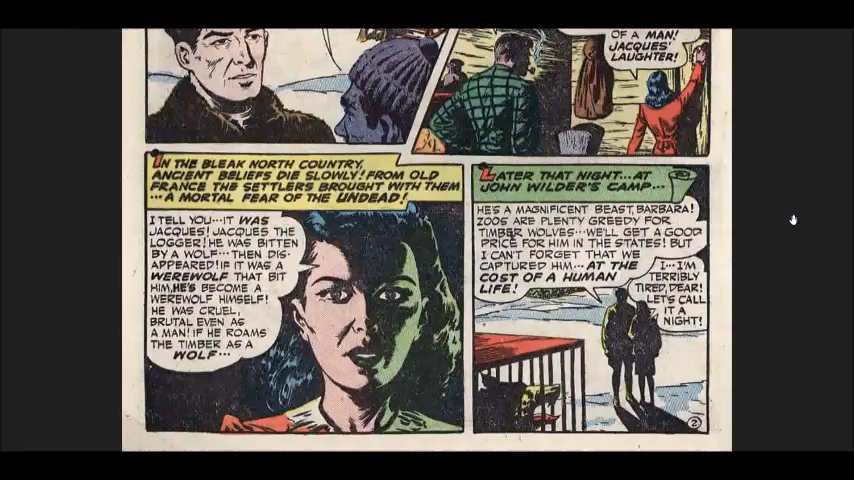 OF A MAN!
JACQUES'
LAUGHTER!
IN THE BLEAK NORTH COUNTRY,
ANCIENT BELIEFS DIE SLOWLY! FROM OLD
FRANCE THE SETTLERS BROUGHT WITH THEM
...A MORTAL FEAR OF THE UNDEAD!
I TELL YOU...IT WAS
JACQUES! JACQUES THE
LOGGER! HE WAS BITTEN
BY A WOLF...THEN DIS-
APPEARED! IF IT WAS A
WEREWOLF THAT BIT
HIM, HE'S BECOME A
WEREWOLF HIMSELF!
HE WAS CRUEL,
BRUTAL EVEN AS
A MAN! IF HE ROAMS
THE TIMBER AS A
WOLF...
LATER THAT NIGHT...AT
JOHN WILDER'S CAMP...
HE'S A MAGNIFICENT BEAST, BARBARA!
ZOOS ARE PLENTY GREEDY FOR
TIMBER WOLVES...WE'LL GET A GOOD
PRICE FOR HIM IN THE STATES! BUT
I CAN'T FORGET THAT WE
CAPTURED HIM...AT THE
COST OF A HUMAN
LIFE!
I...I'M
TERRIBLY
TIRED, DEAR!
LET'S CALL
IT A
NIGHT!
2